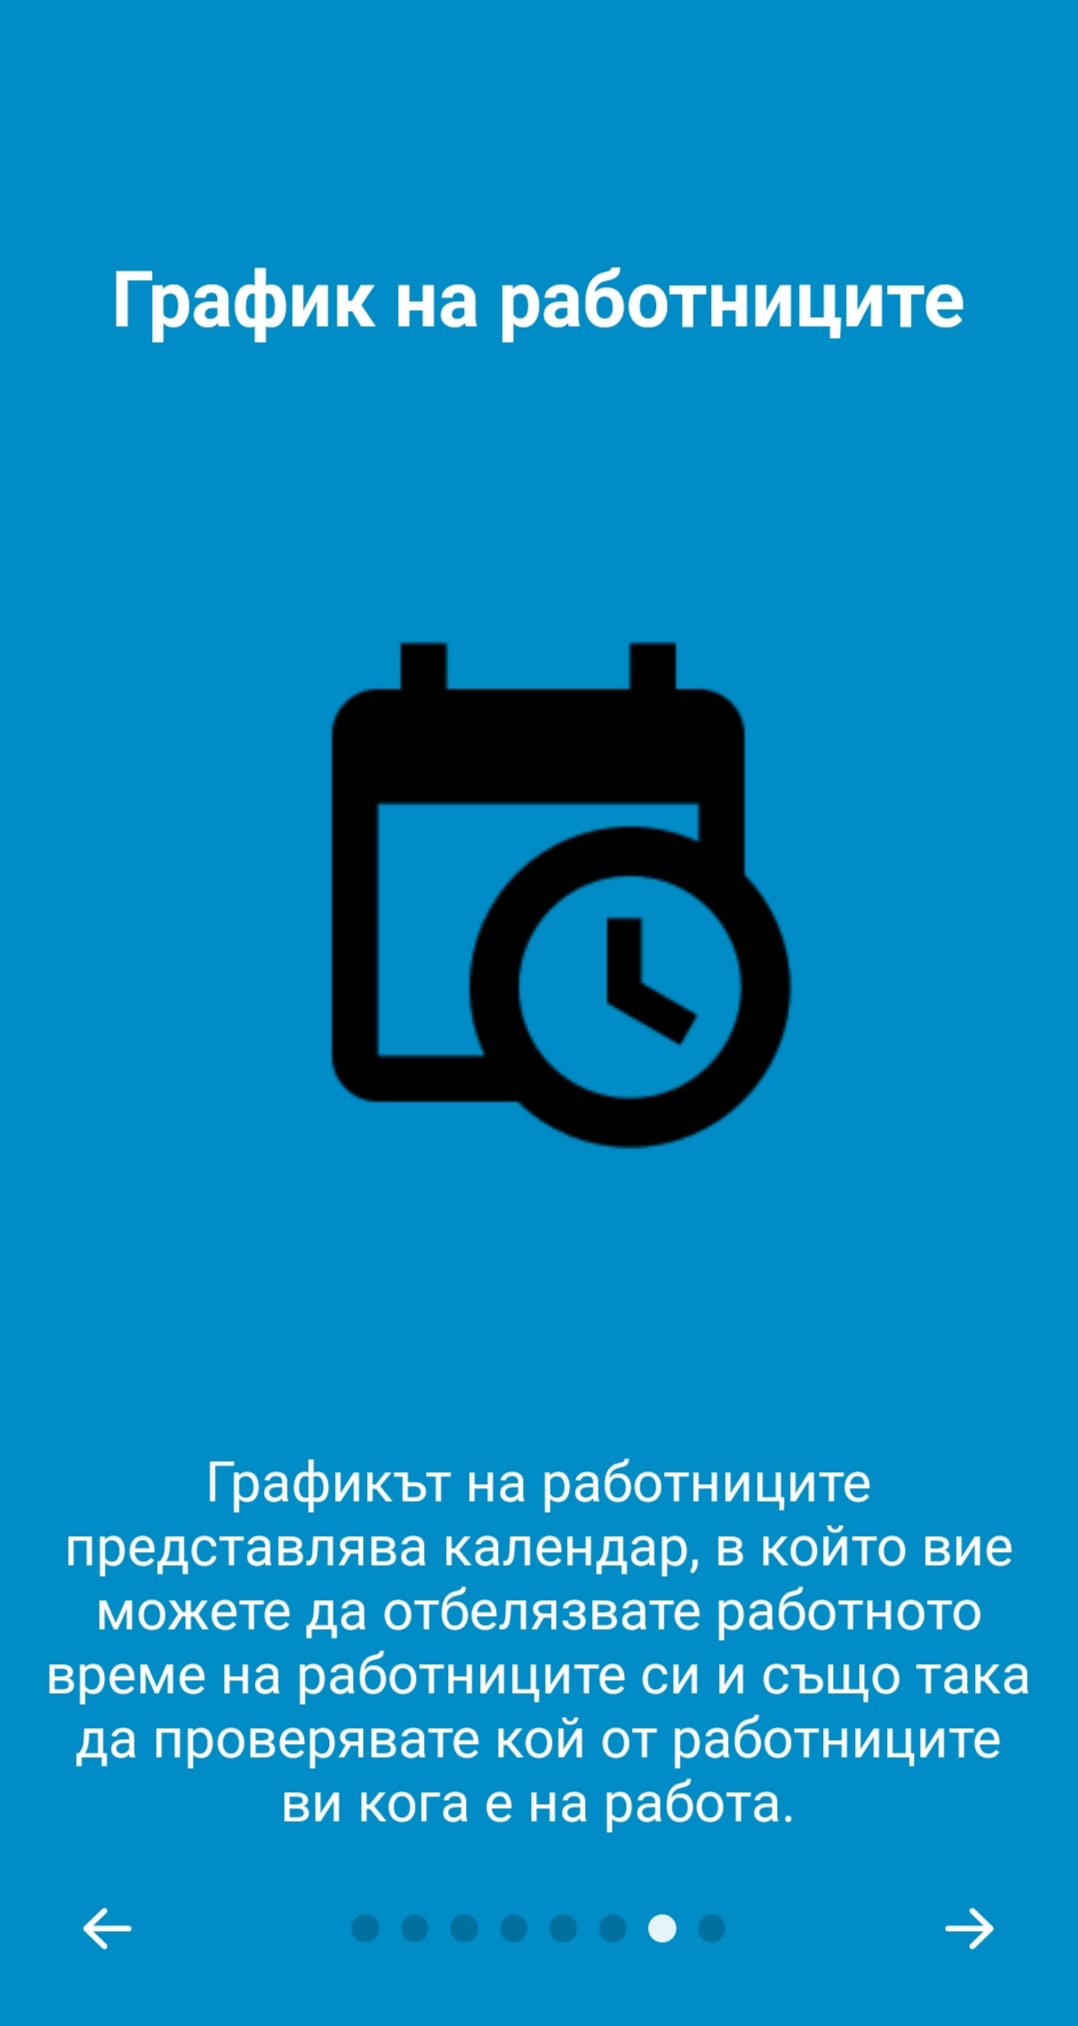 График на работниците
Графикът на работниците
представлява календар, в който вие
можете да отбелязвате работното
време на работниците си и също така
да проверявате кой от работниците
ви кога е на работа.